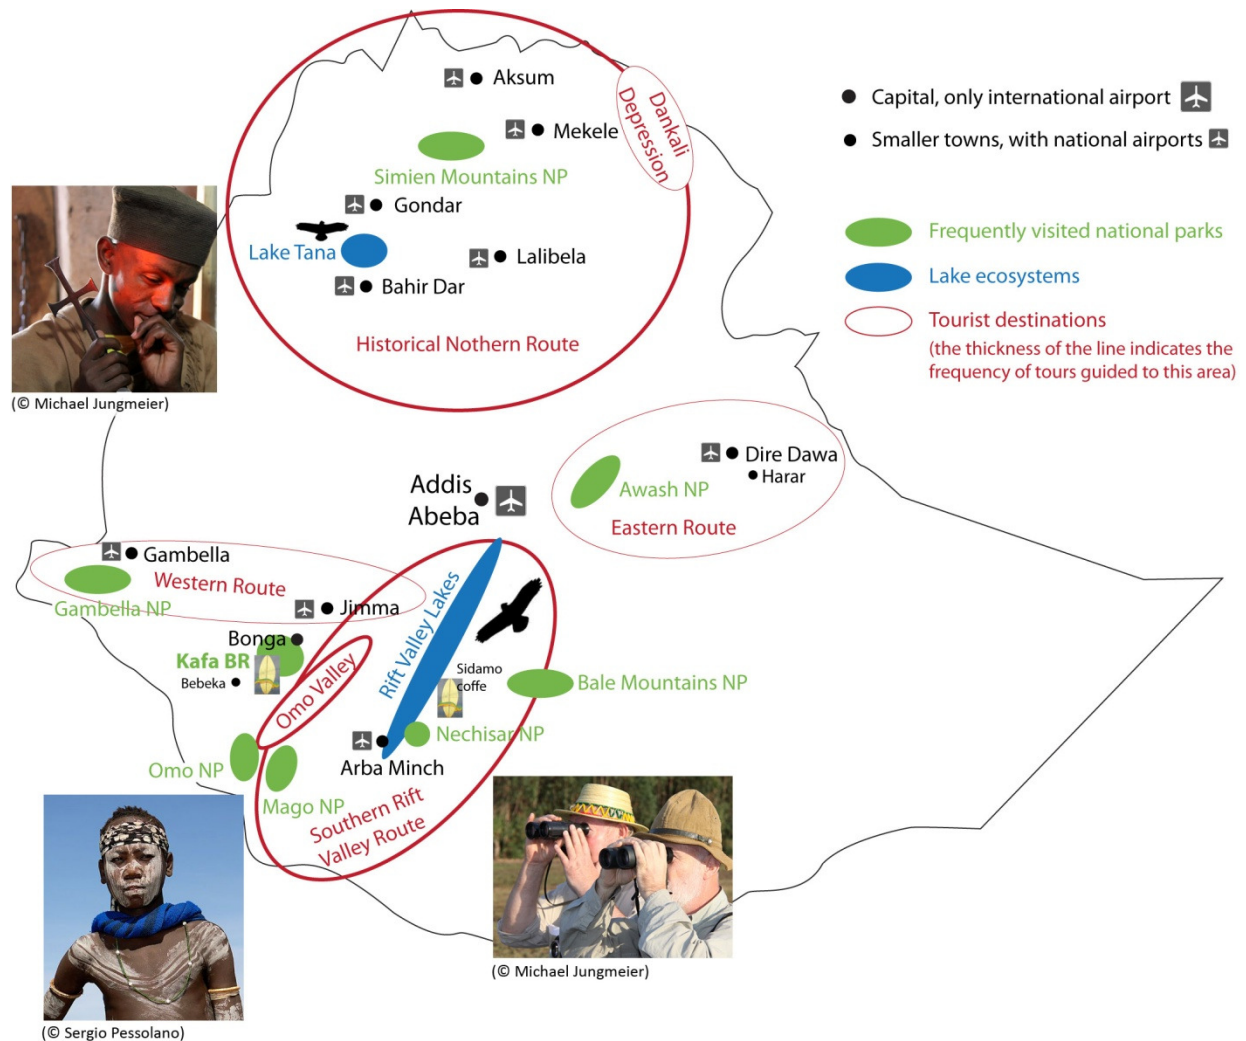 Aksum
Mekele
Dankali
Depression
Simien Mountains NP
Gondar
Lake Tana
Lalibela
Bahir Dar
Historical Nothern Route
Capital, only international airport
Smaller towns, with national airports
Frequently visited national parks
Lake ecosystems
Tourist destinations
(the thickness of the line indicates the
frequency of tours guided to this area)
(© Michael Jungmeier)
Dire Dawa
Harar
Awash NP
Eastern Route
Addis
Abeba
Gambella
Western Route
Gambella NP
Jimma
Bonga
Kafa BR
Bebeka
Omo Valley
Rift Valley Lakes
Sidamo
coffe
Bale Mountains NP
Nechisar NP
Arba Minch
Omo NP
Mago NP
Southern Rift
Valley Route
(© Michael Jungmeier)
(© Sergio Pessolano)